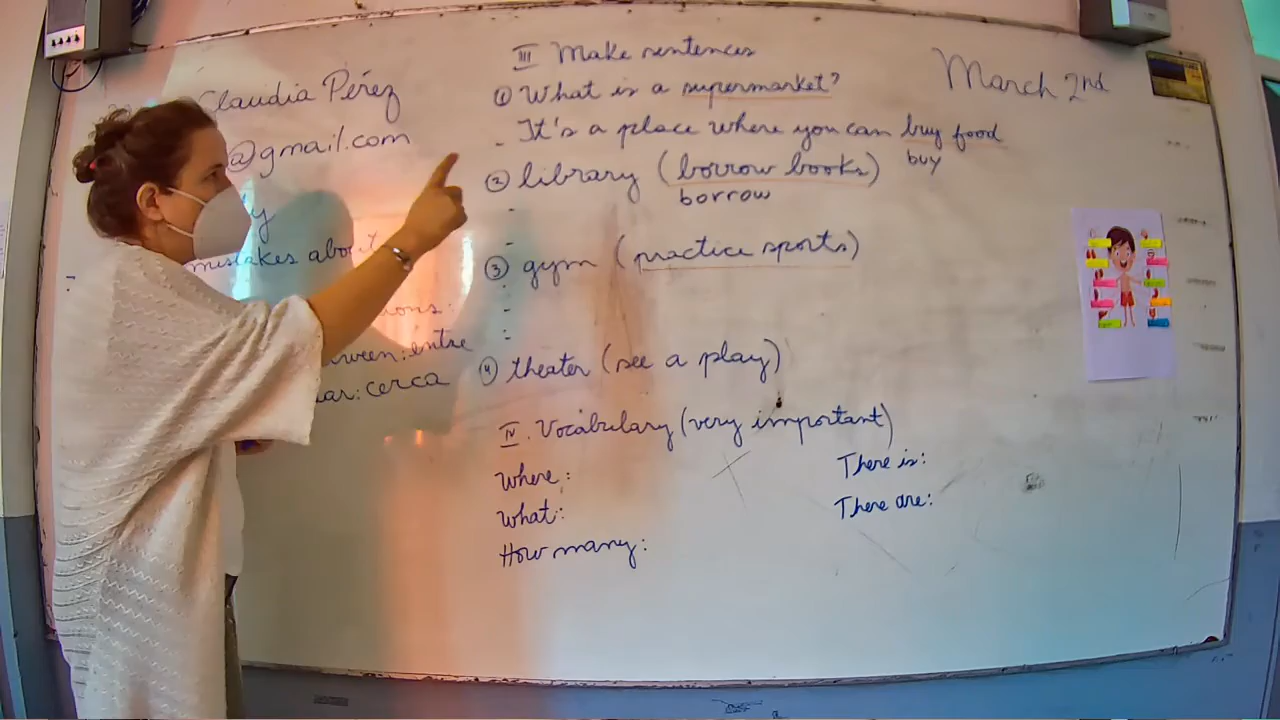 Claudia Pérez
@gmail.com
mistakes about
between: entre
cerca
III Make sentences
① What is a supermarket?
- It's a place where you can buy food
buy
② library (borrow books)
borrow
-
-
③ gym (practice sports)
-
-
-
④ theater (see a play)
IV. Vocabulary (very important)
Where:
What:
How many:
There is:
There are:
March 2nd